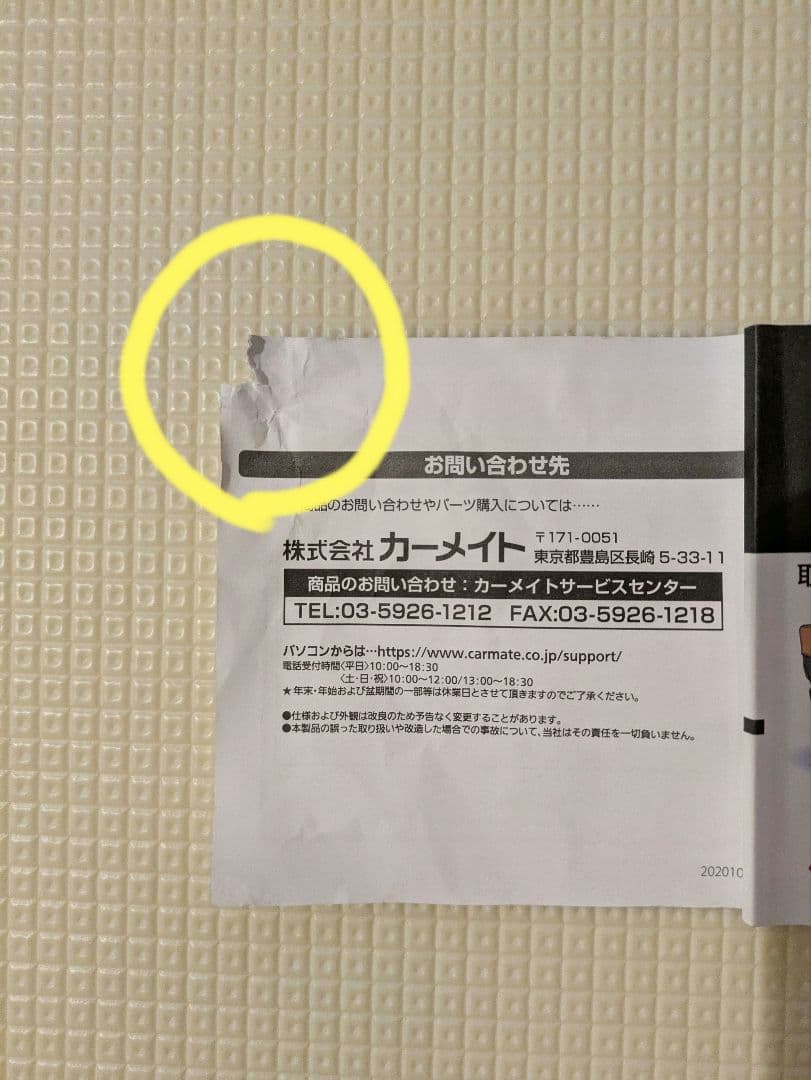 お問い合わせ先
商品のお問い合わせやパーツ購入については……
株式会社 カーメイト
〒171-0051
東京都豊島区長崎 5-33-11
商品のお問い合わせ：カーメイトサービスセンター
TEL:03-5926-1212 FAX:03-5926-1218
パソコンからは…https://www.carmate.co.jp/support/
電話受付時間〈平日〉10:00〜18:30
〈土・日・祝〉10:00〜12:00/13:00〜18:30
★年末・年始および盆期間の一部等は休業日とさせて頂きますのでご了承ください。
●仕様および外観は改良のため予告なく変更することがあります。
●本製品の誤った取り扱いや改造した場合での事故について、当社はその責任を一切負いません。
202010
取